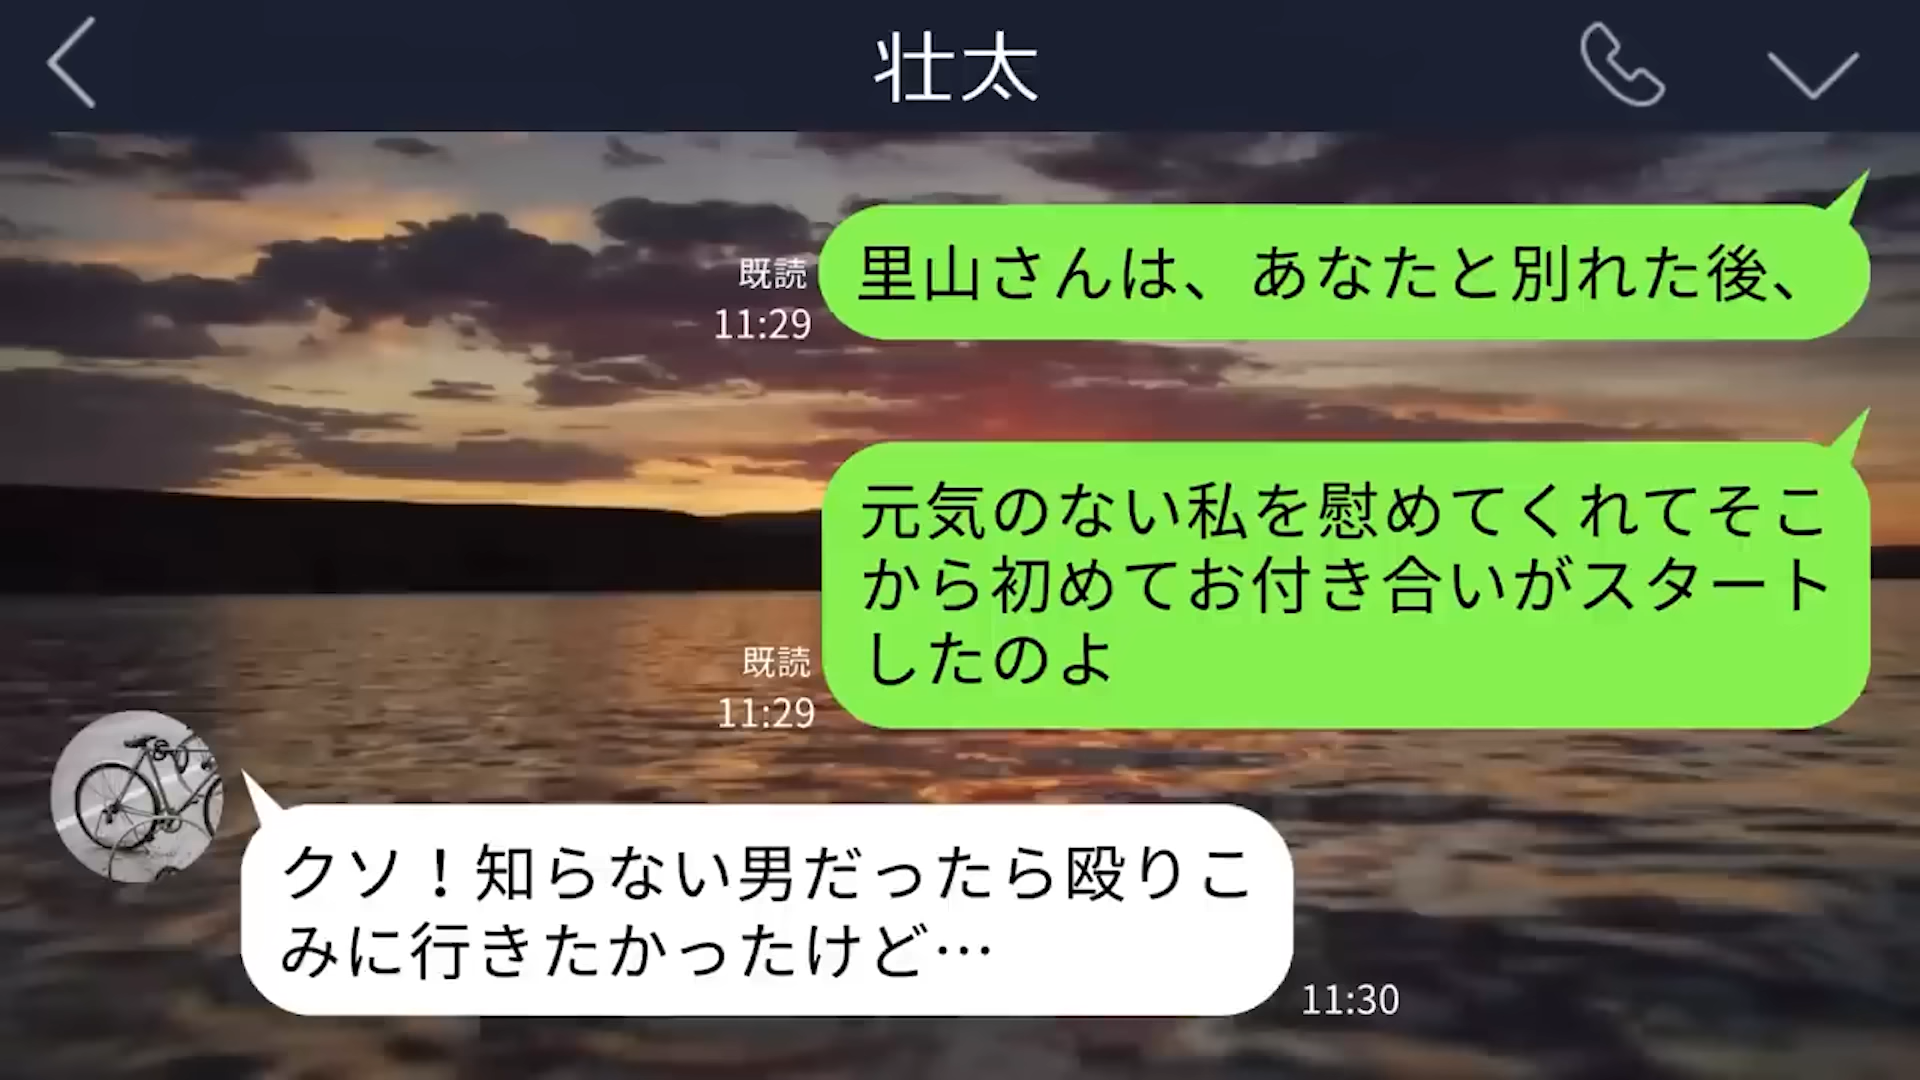 壮太
里山さんは、あなたと別れた後、
既読
11:29
元気のない私を慰めてくれてそこ
から初めてお付き合いがスタート
したのよ
既読
11:29
クソ！知らない男だったら殴りこ
みに行きたかったけど…
11:30